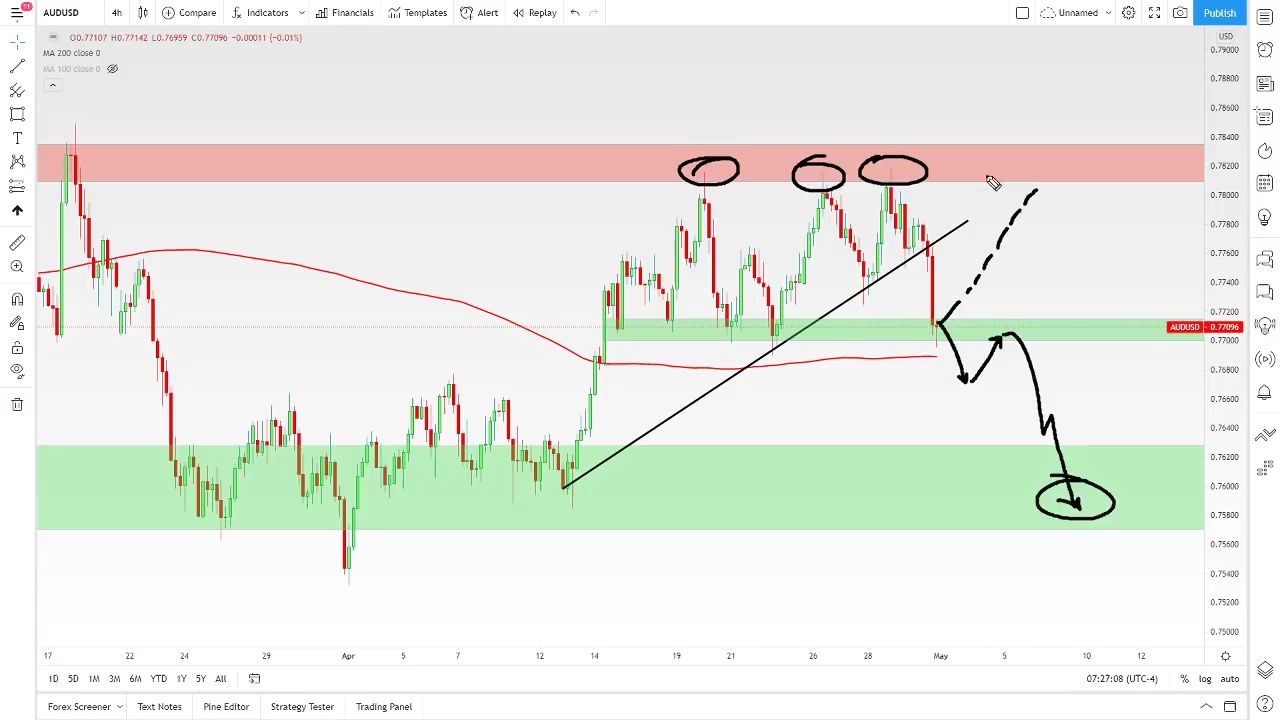 11
AUDUSD 4h Compare Indicators Financials Templates Alert Replay Unnamed Publish
O0.77107 H0.77142 L0.76959 C0.77096 −0.00011 (−0.01%)
MA 200 close 0
MA 100 close 0
USD
0.79000
0.78800
0.78600
0.78400
0.78200
0.78000
0.77800
0.77600
0.77400
0.77200
AUDUSD 0.77096
0.77000
0.76800
0.76600
0.76400
0.76200
0.76000
0.75800
0.75600
0.75400
0.75200
0.75000
17 22 24 29 Apr 5 7 12 14 19 21 26 28 May 5 10 12
1D 5D 1M 3M 6M YTD 1Y 5Y All 07:27:08 (UTC-4) % log auto
Forex Screener Text Notes Pine Editor Strategy Tester Trading Panel